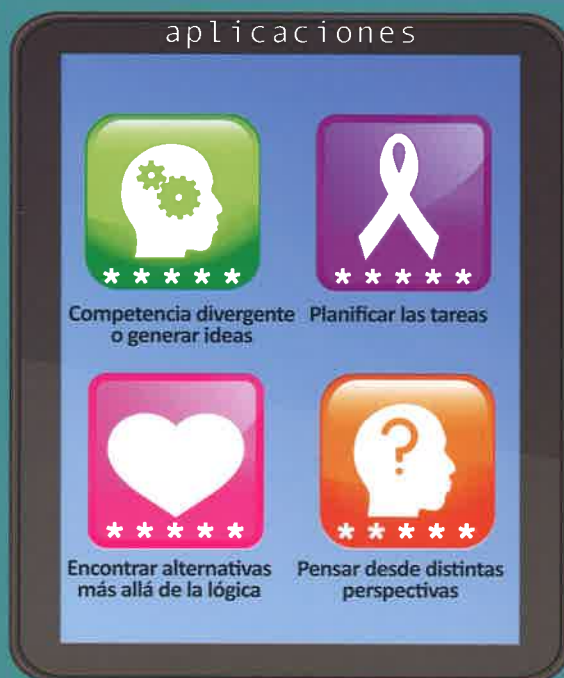 aplicaciones
* * * * *
* * * * *
Competencia divergente
o generar ideas
Planificar las tareas
* * * * *
* * * * *
Encontrar alternativas
más allá de la lógica
Pensar desde distintas
perspectivas